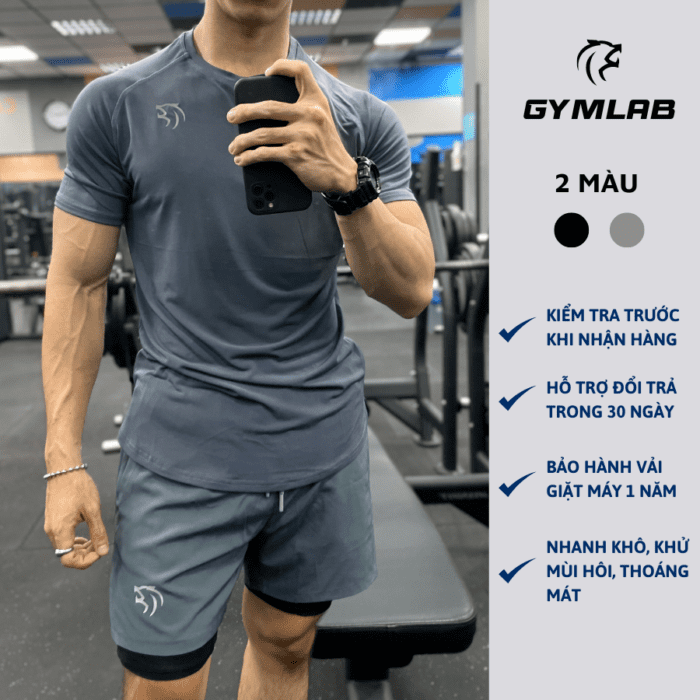 GYMLAB
2 MÀU
KIỂM TRA TRƯỚC
KHI NHẬN HÀNG
HỖ TRỢ ĐỔI TRẢ
TRONG 30 NGÀY
BẢO HÀNH VẢI
GIẶT MÁY 1 NĂM
NHANH KHÔ, KHỬ
MÙI HÔI, THOÁNG
MÁT